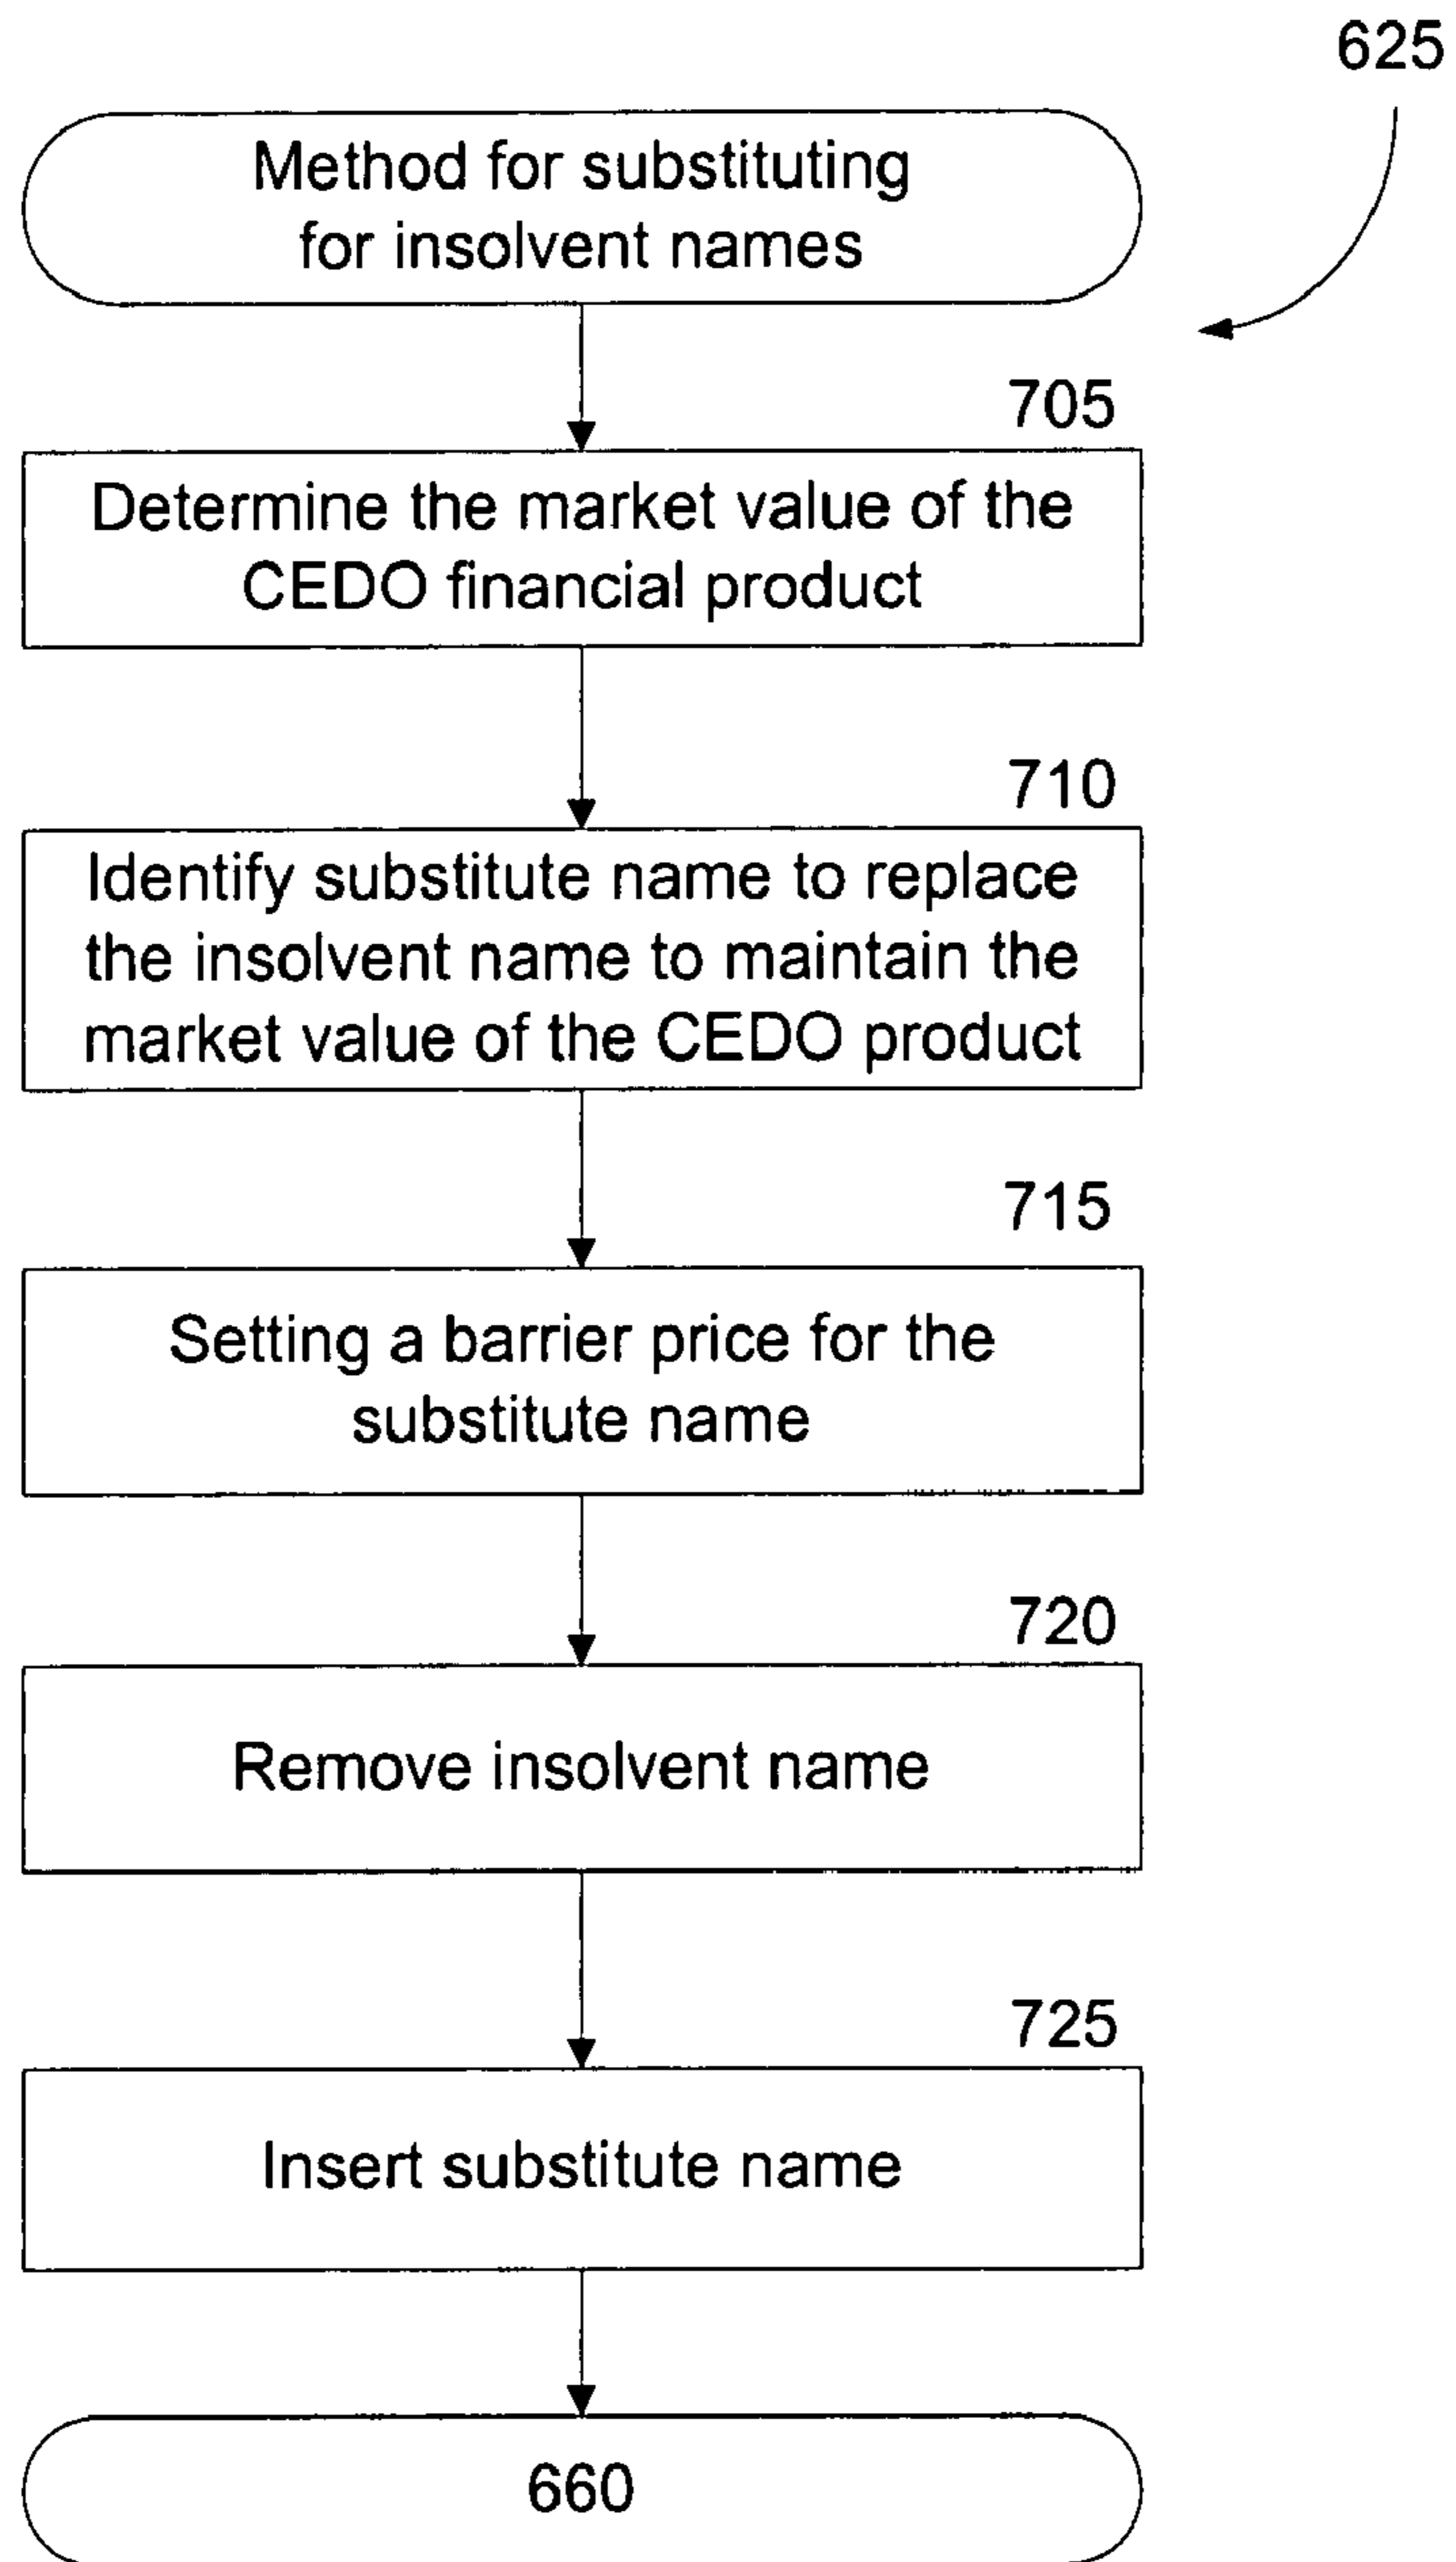 625
Method for substituting
for insolvent names
705
Determine the market value of the
CEDO financial product
710
Identify substitute name to replace
the insolvent name to maintain the
market value of the CEDO product
715
Setting a barrier price for the
substitute name
720
Remove insolvent name
725
Insert substitute name
660